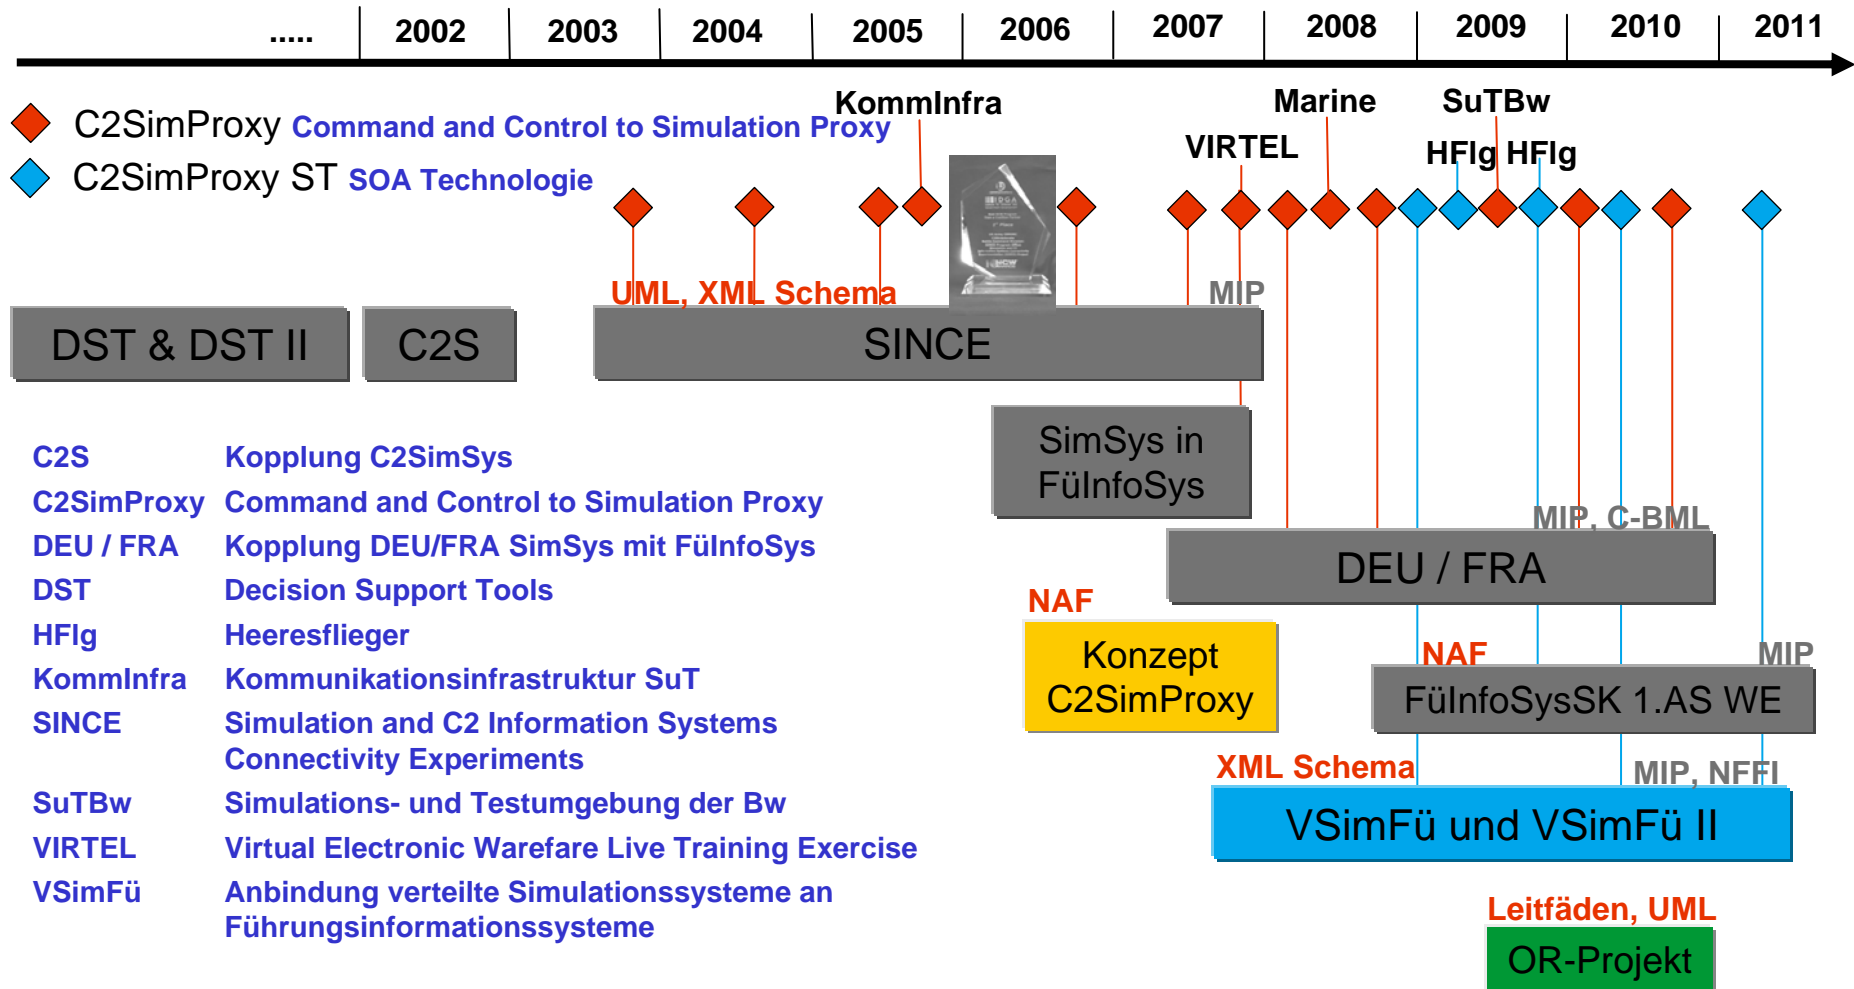 ..... 2002 2003 2004 2005 2006 2007 2008 2009 2010 2011
KommInfra Marine SuTBw
C2SimProxy Command and Control to Simulation Proxy
VIRTEL HFlg HFlg
C2SimProxy ST SOA Technologie
IDGA
UML, XML Schema MIP
DST & DST II C2S SINCE
SimSys in
FüInfoSys
C2S Kopplung C2SimSys
C2SimProxy Command and Control to Simulation Proxy
DEU / FRA Kopplung DEU/FRA SimSys mit FüInfoSys
DST Decision Support Tools
HFlg Heeresflieger
KommInfra Kommunikationsinfrastruktur SuT
SINCE Simulation and C2 Information Systems
Connectivity Experiments
SuTBw Simulations- und Testumgebung der Bw
VIRTEL Virtual Electronic Warefare Live Training Exercise
VSimFü Anbindung verteilte Simulationssysteme an
Führungsinformationssysteme
MIP, C-BML
DEU / FRA
NAF
Konzept
C2SimProxy
NAF MIP
FüInfoSysSK 1.AS WE
XML Schema MIP, NFFI
VSimFü und VSimFü II
Leitfäden, UML
OR-Projekt